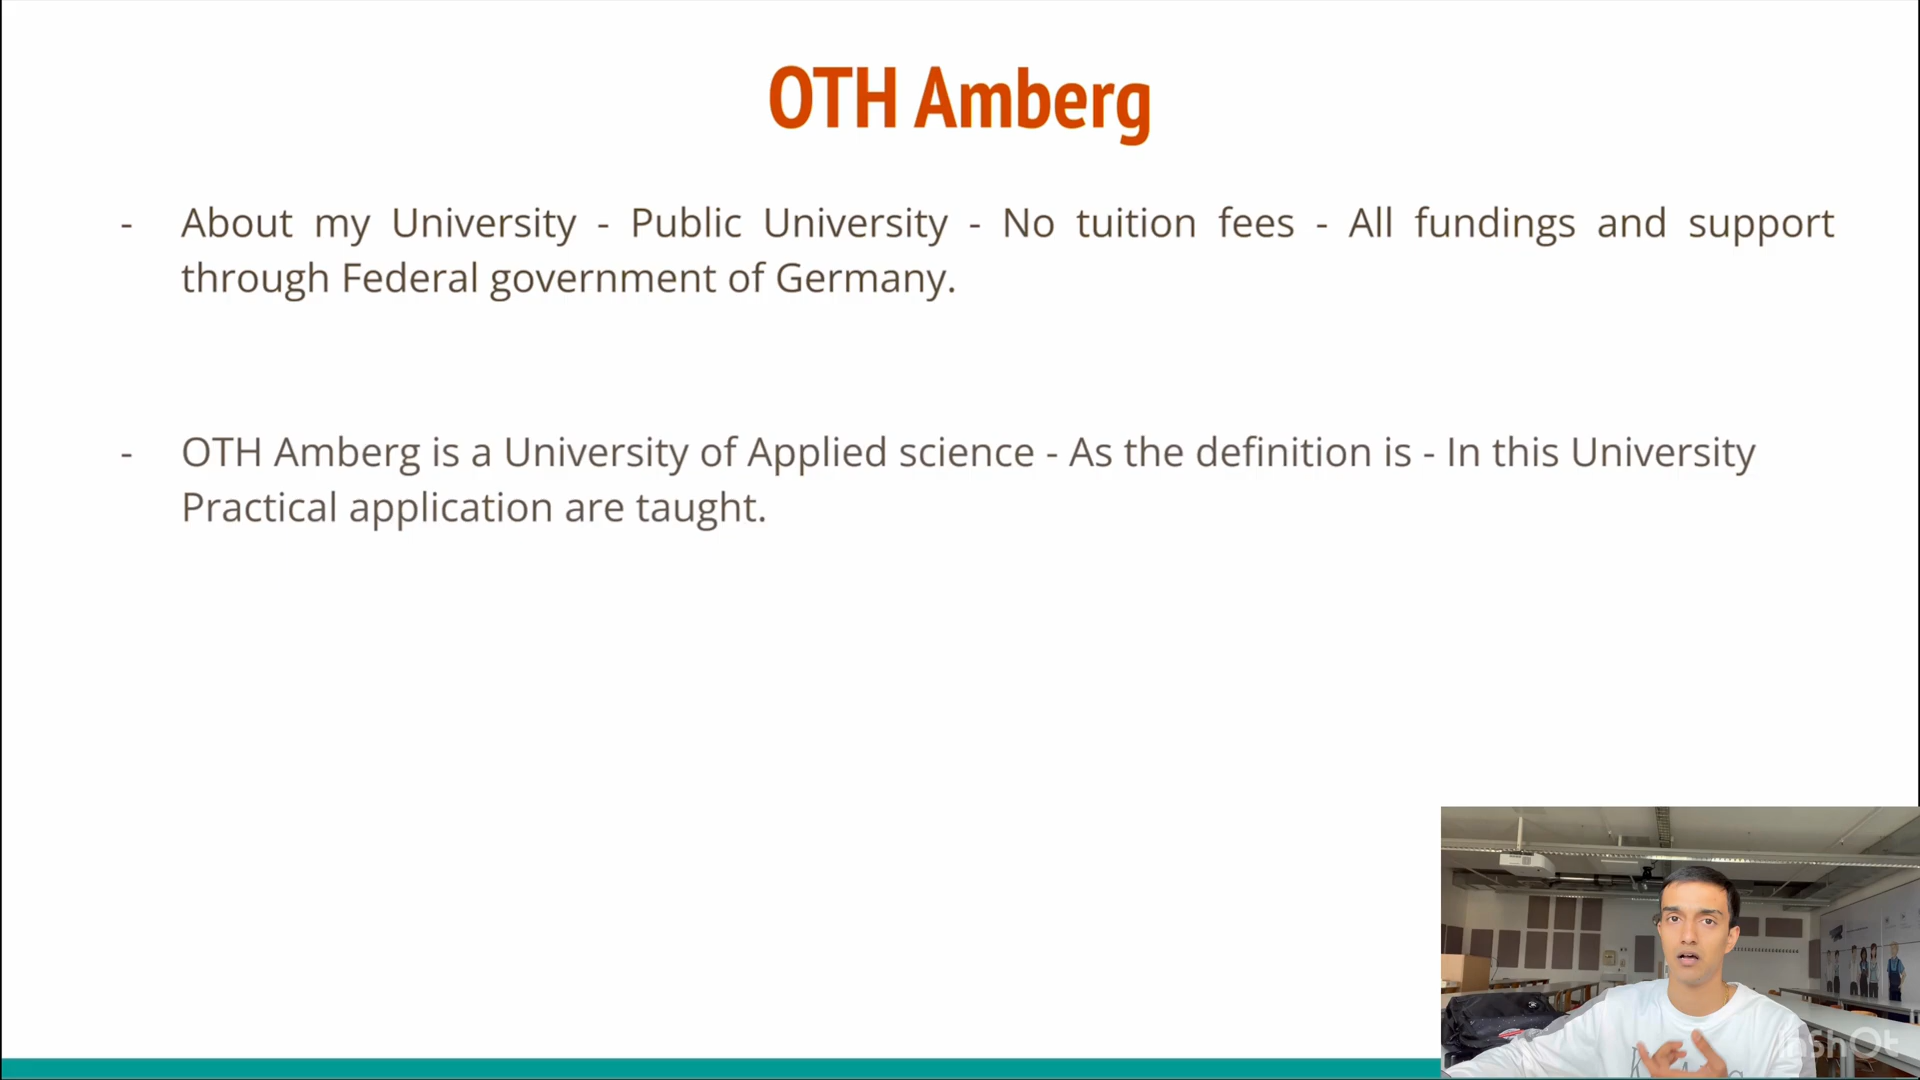 OTH Amberg
- About my University - Public University - No tuition fees - All fundings and support
through Federal government of Germany.
- OTH Amberg is a University of Applied science - As the definition is - In this University
Practical application are taught.
InShOt